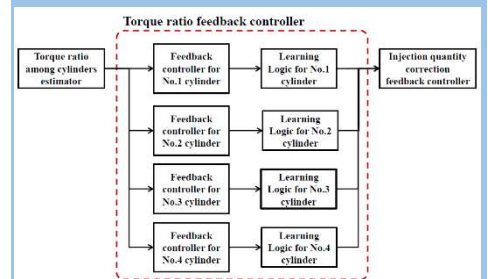 Torque ratio feedback controller
Torque ratio
among cylinders
estimator
Feedback
controller for
No.1 cylinder
Learning
Logic for No.1
cylinder
Injection quantity
correction
feedback controller
Feedback
controller for
No.2 cylinder
Learning
Logic for No.2
cylinder
Feedback
controller for
No.3 cylinder
Learning
Logic for No.3
cylinder
Feedback
controller for
No.4 cylinder
Learning
Logic for No.4
cylinder